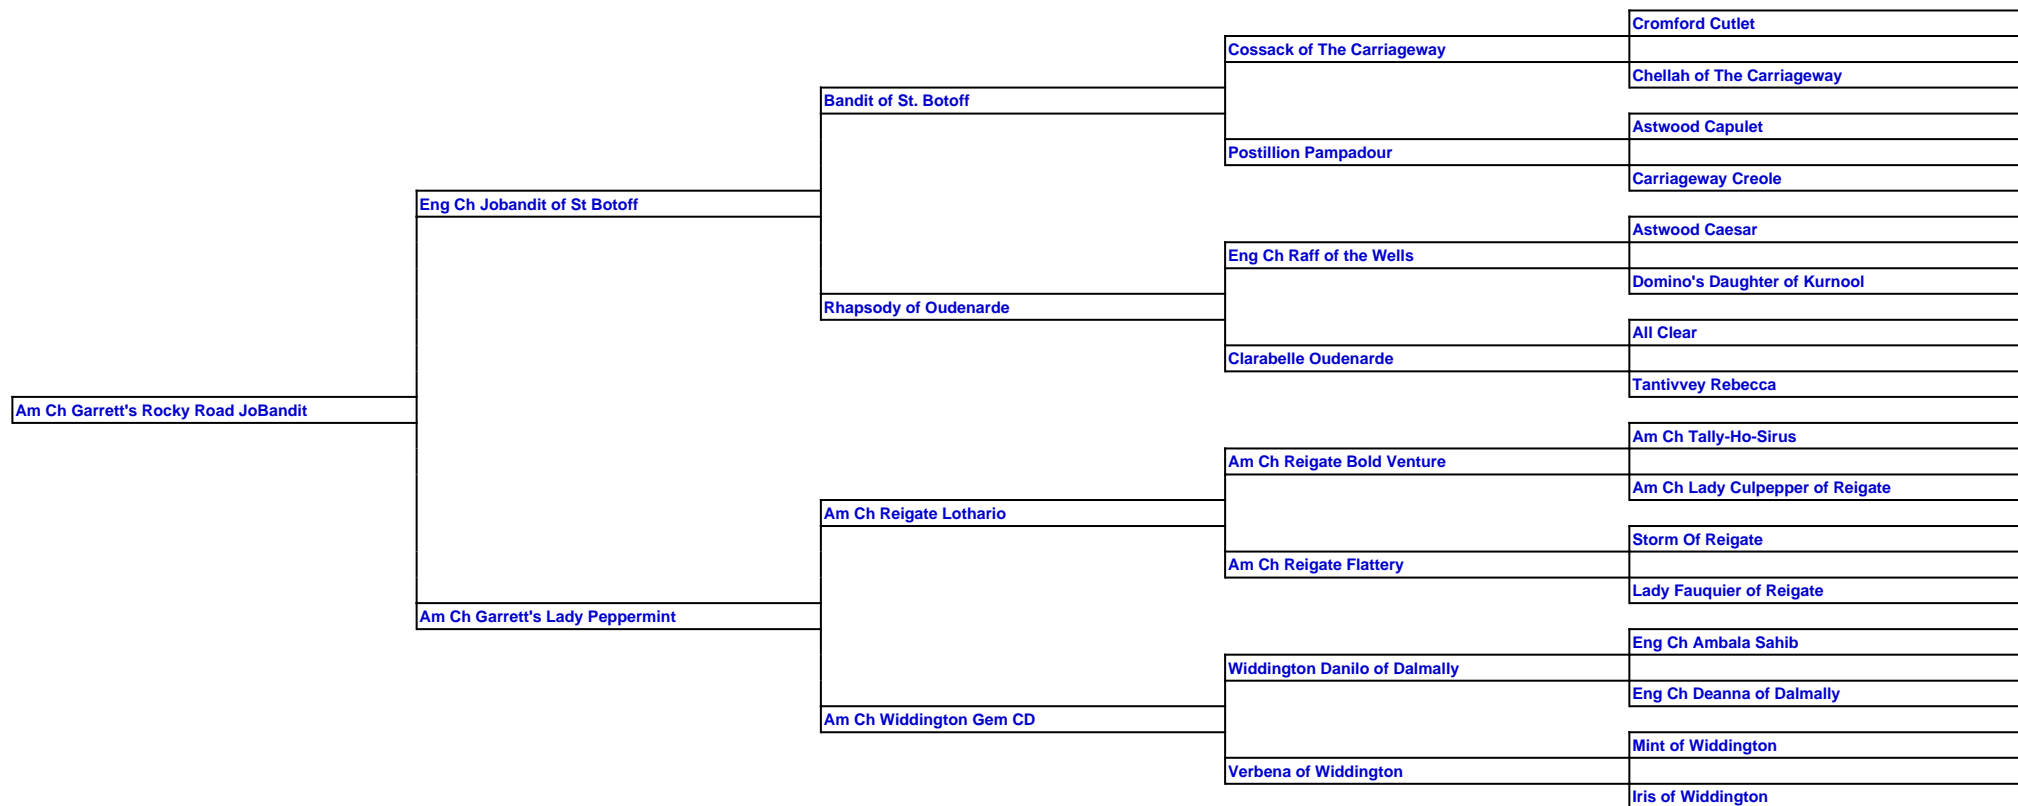 Cromford Cutlet
Cossack of The Carriageway
Chellah of The Carriageway
Bandit of St. Botoff
Astwood Capulet
Postillion Pampadour
Carriageway Creole
Eng Ch Jobandit of St Botoff
Astwood Caesar
Eng Ch Raff of the Wells
Domino's Daughter of Kurnool
Rhapsody of Oudenarde
All Clear
Clarabelle Oudenarde
Tantivvey Rebecca
Am Ch Garrett's Rocky Road JoBandit
Am Ch Tally-Ho-Sirus
Am Ch Reigate Bold Venture
Am Ch Lady Culpepper of Reigate
Am Ch Reigate Lothario
Storm Of Reigate
Am Ch Reigate Flattery
Lady Fauquier of Reigate
Am Ch Garrett's Lady Peppermint
Eng Ch Ambala Sahib
Widdington Danilo of Dalmally
Eng Ch Deanna of Dalmally
Am Ch Widdington Gem CD
Mint of Widdington
Verbena of Widdington
Iris of Widdington